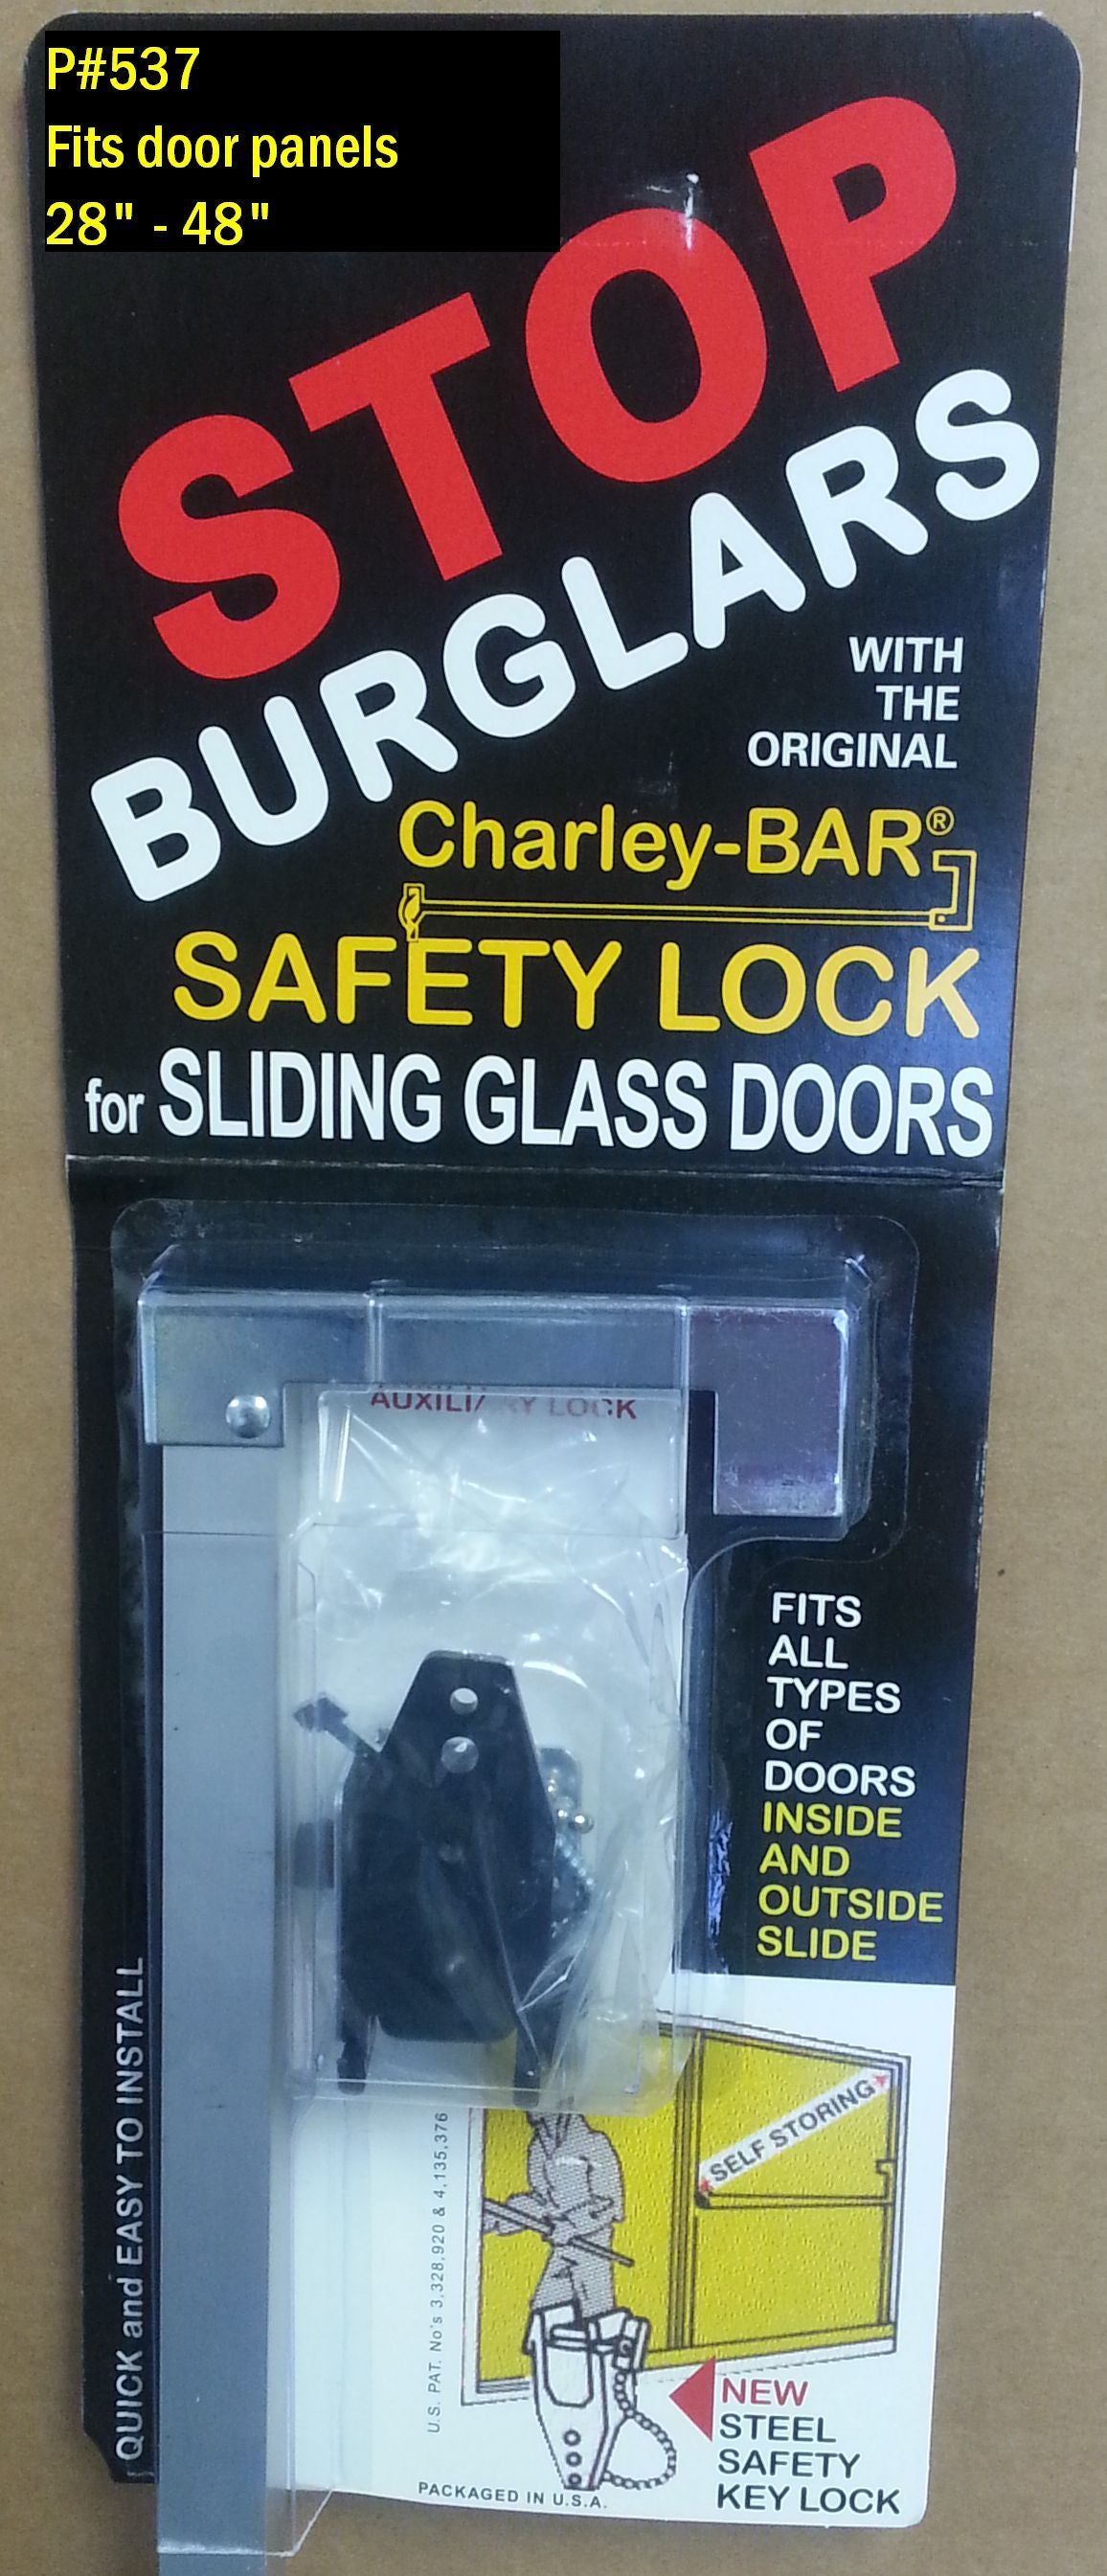 P#537
Fits door panels
28" - 48"
STOP
BURGLARS
WITH
THE
ORIGINAL
Charley-BAR®
SAFETY LOCK
for SLIDING GLASS DOORS
AUXILIARY LOCK
FITS
ALL
TYPES
OF
DOORS
INSIDE
AND
OUTSIDE
SLIDE
QUICK and EASY TO INSTALL
SELF STORING
U.S. PAT. No's 3,328,920 & 4,135,376
NEW
STEEL
SAFETY
KEY LOCK
PACKAGED IN U.S.A.